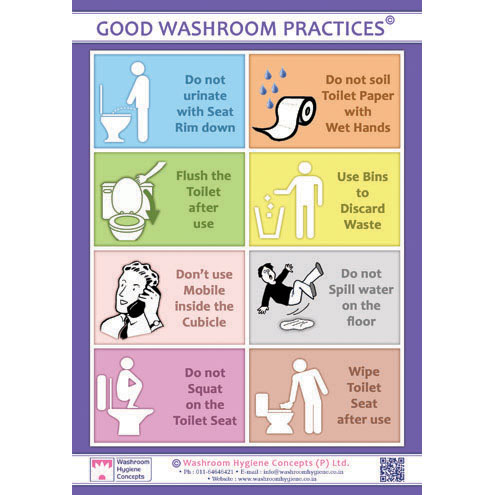 GOOD WASHROOM PRACTICES©
Do not
urinate
with Seat
Rim down
Do not soil
Toilet Paper
with
Wet Hands
Flush the
Toilet
after
use
Use Bins
to
Discard
Waste
Don't use
Mobile
inside the
Cubicle
Do not
Spill water
on the
floor
Do not
Squat
on the
Toilet Seat
Wipe
Toilet
Seat
after use
Washroom
Hygiene
Concepts
© Washroom Hygiene Concepts (P) Ltd.
• Ph : 011-64646421 • E-mail : info@washroomhygiene.co.in
• Website : www.washroomhygiene.co.in